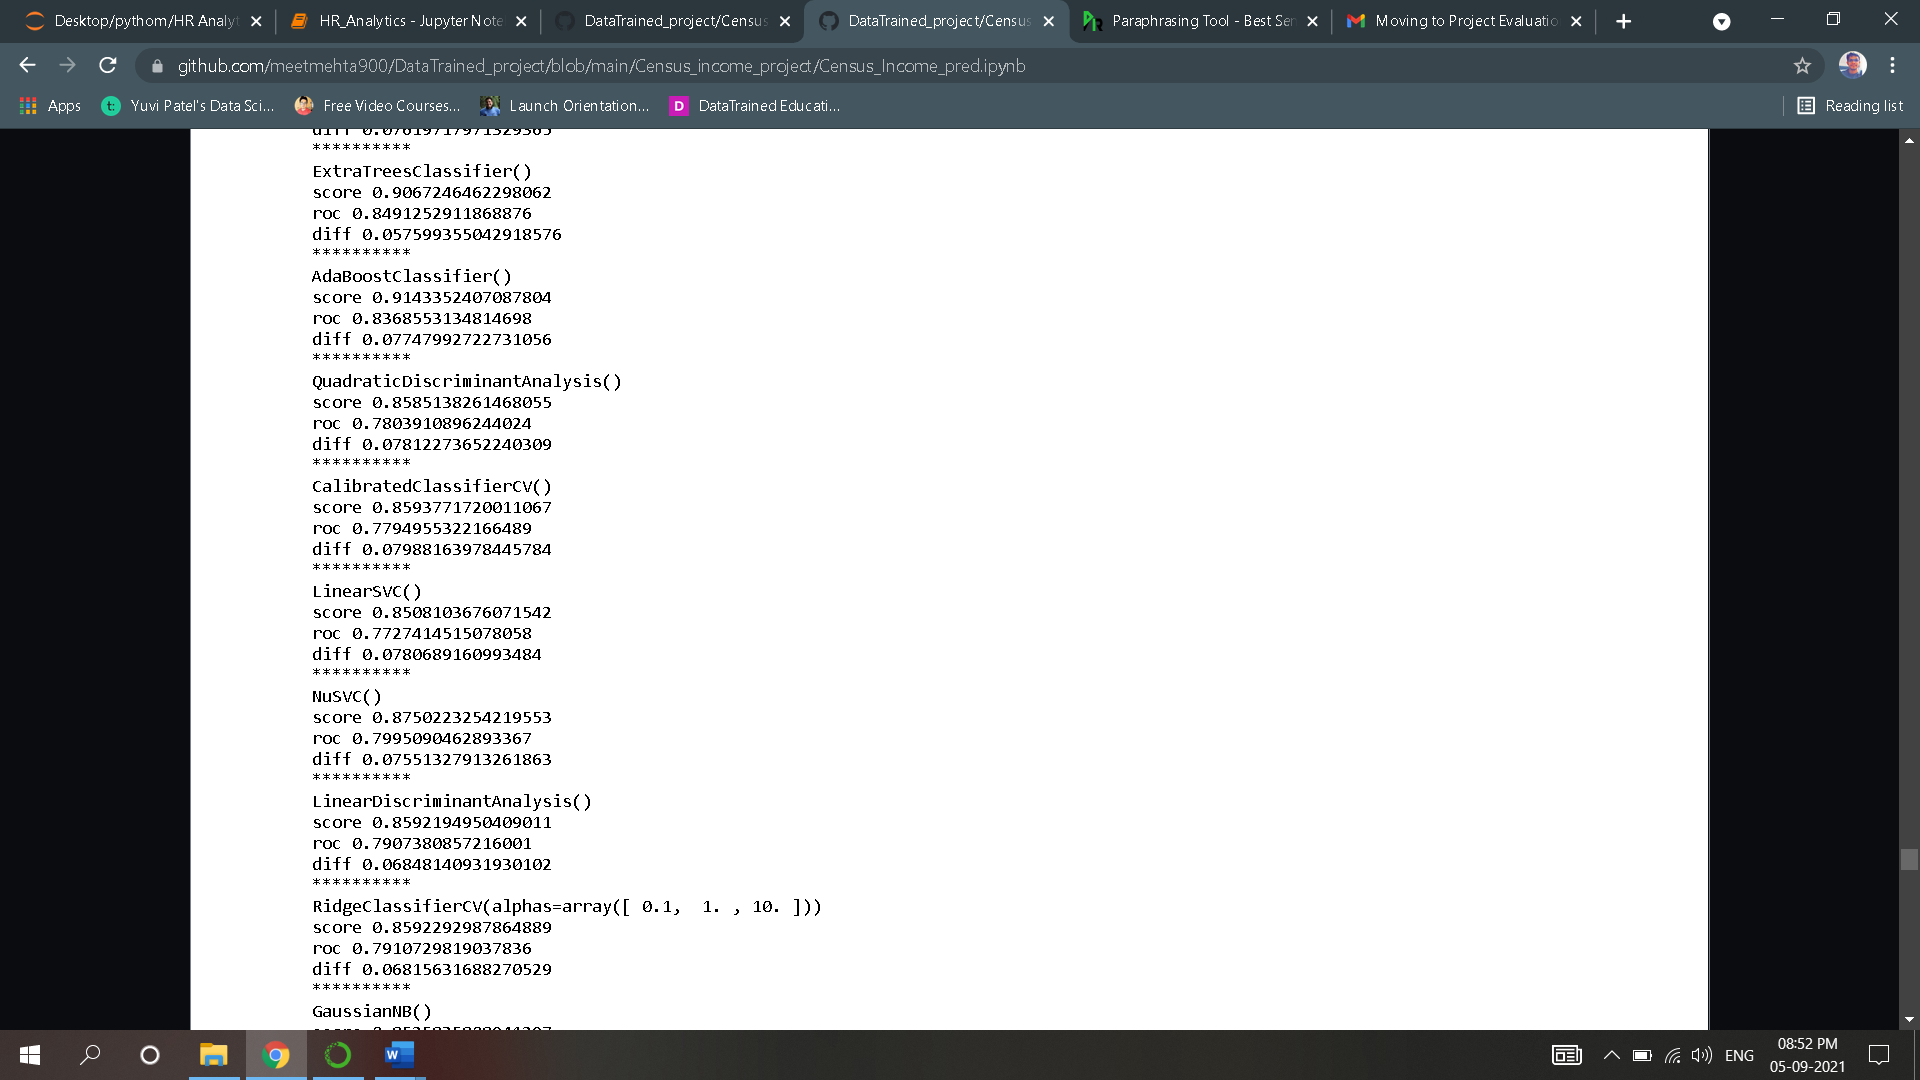 Desktop/pythom/HR Analyt
HR_Analytics - Jupyter Note
DataTrained_project/Census
DataTrained_project/Census
Paraphrasing Tool - Best Sen
Moving to Project Evaluatio
github.com/meetmehta900/DataTrained_project/blob/main/Census_income_project/Census_Income_pred.ipynb
Apps
Yuvi Patel's Data Sci...
Free Video Courses...
Launch Orientation...
D DataTrained Educati...
Reading list
diff 0.07619717971329365
**********
ExtraTreesClassifier()
score 0.9067246462298062
roc 0.8491252911868876
diff 0.057599355042918576
**********
AdaBoostClassifier()
score 0.9143352407087804
roc 0.8368553134814698
diff 0.07747992722731056
**********
QuadraticDiscriminantAnalysis()
score 0.8585138261468055
roc 0.7803910896244024
diff 0.07812273652240309
**********
CalibratedClassifierCV()
score 0.8593771720011067
roc 0.7794955322166489
diff 0.07988163978445784
**********
LinearSVC()
score 0.8508103676071542
roc 0.7727414515078058
diff 0.0780689160993484
**********
NuSVC()
score 0.8750223254219553
roc 0.7995090462893367
diff 0.07551327913261863
**********
LinearDiscriminantAnalysis()
score 0.8592194950409011
roc 0.7907380857216001
diff 0.06848140931930102
**********
RidgeClassifierCV(alphas=array([ 0.1,  1. , 10. ]))
score 0.8592292987864889
roc 0.7910729819037836
diff 0.06815631688270529
**********
GaussianNB()
W
ENG
08:52 PM
05-09-2021